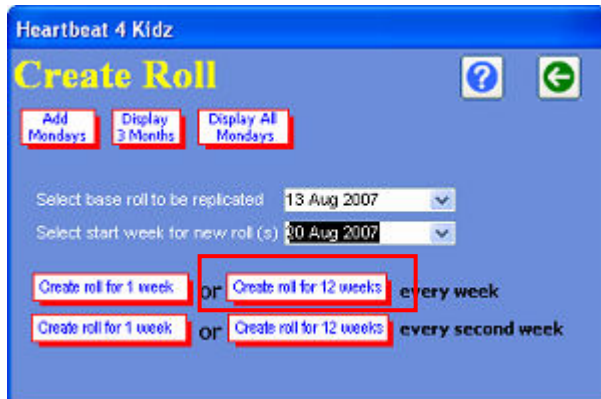 Heartbeat 4 Kidz
Create Roll
?
Add Mondays
Display 3 Months
Display All Mondays
Select base roll to be replicated 13 Aug 2007
Select start week for new roll (s) 20 Aug 2007
Create roll for 1 week or Create roll for 12 weeks every week
Create roll for 1 week or Create roll for 12 weeks every second week